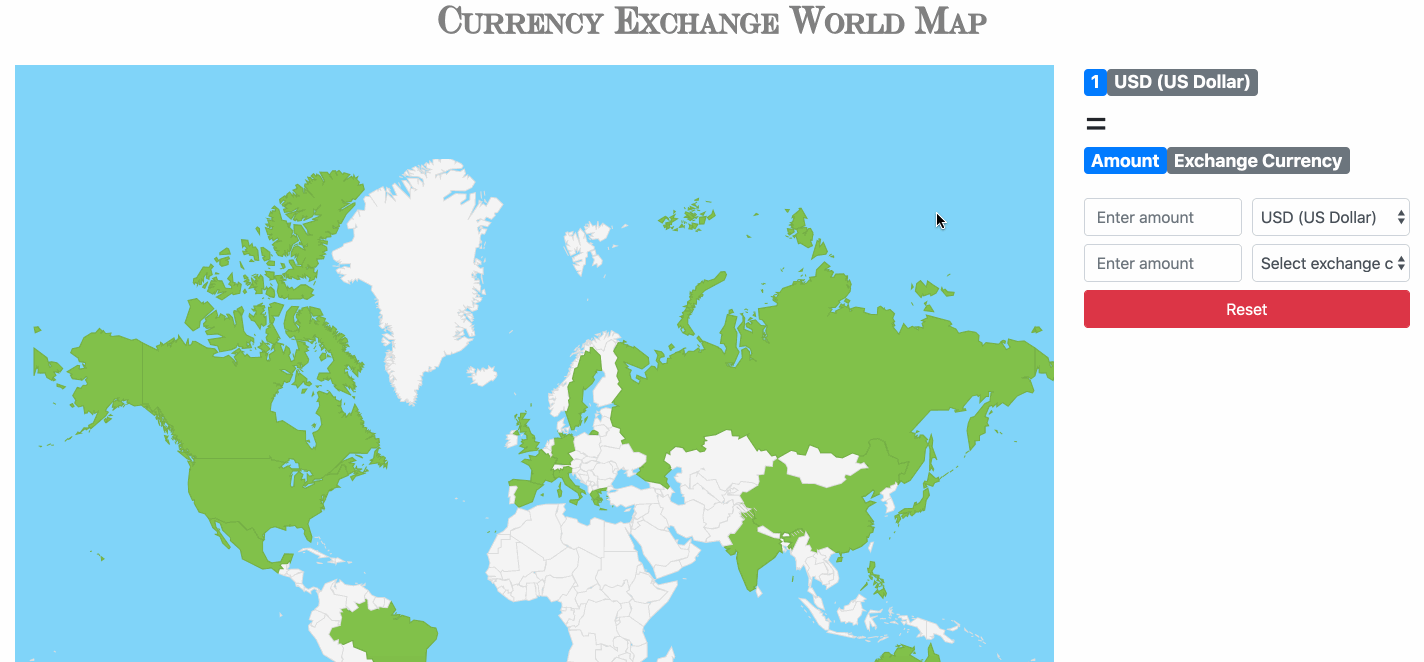 Currency Exchange World Map
1 USD (US Dollar)
=
Amount Exchange Currency
Enter amount USD (US Dollar)
Enter amount Select exchange c
Reset